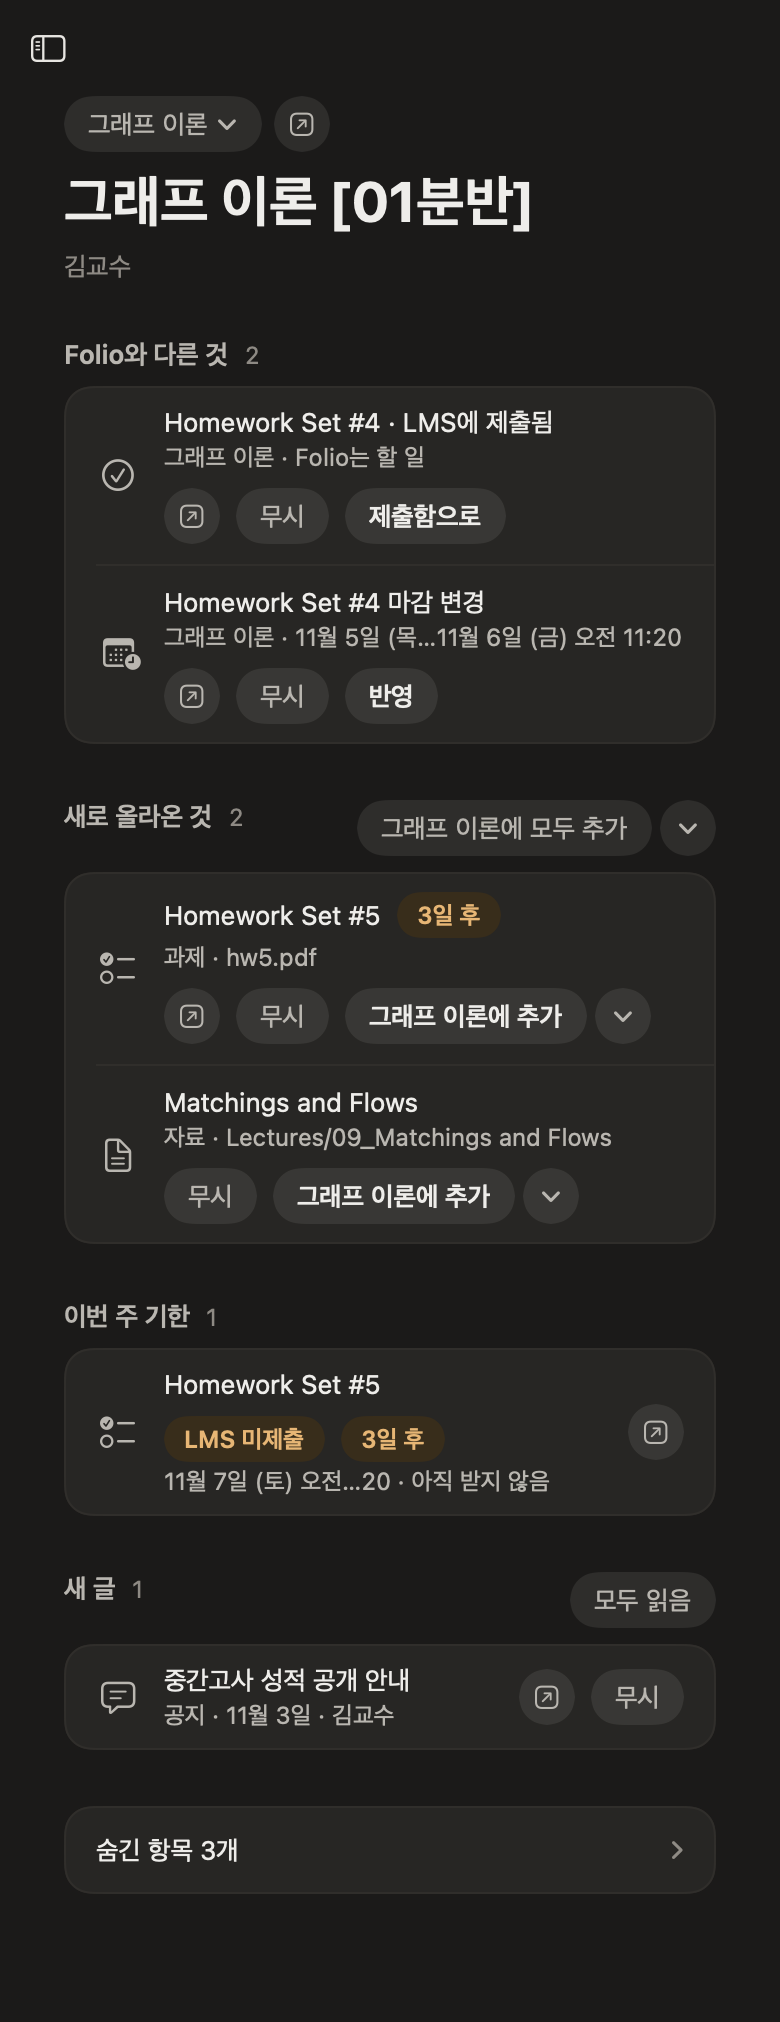 그래프 이론
그래프 이론 [01분반]
김교수
Folio와 다른 것 2
Homework Set #4 · LMS에 제출됨
그래프 이론 · Folio는 할 일
무시 제출함으로
Homework Set #4 마감 변경
그래프 이론 · 11월 5일 (목...11월 6일 (금) 오전 11:20
무시 반영
새로 올라온 것 2 그래프 이론에 모두 추가
Homework Set #5 3일 후
과제 · hw5.pdf
무시 그래프 이론에 추가
Matchings and Flows
자료 · Lectures/09_Matchings and Flows
무시 그래프 이론에 추가
이번 주 기한 1
Homework Set #5
LMS 미제출 3일 후
11월 7일 (토) 오전...20 · 아직 받지 않음
새 글 1 모두 읽음
중간고사 성적 공개 안내
공지 · 11월 3일 · 김교수
무시
숨긴 항목 3개